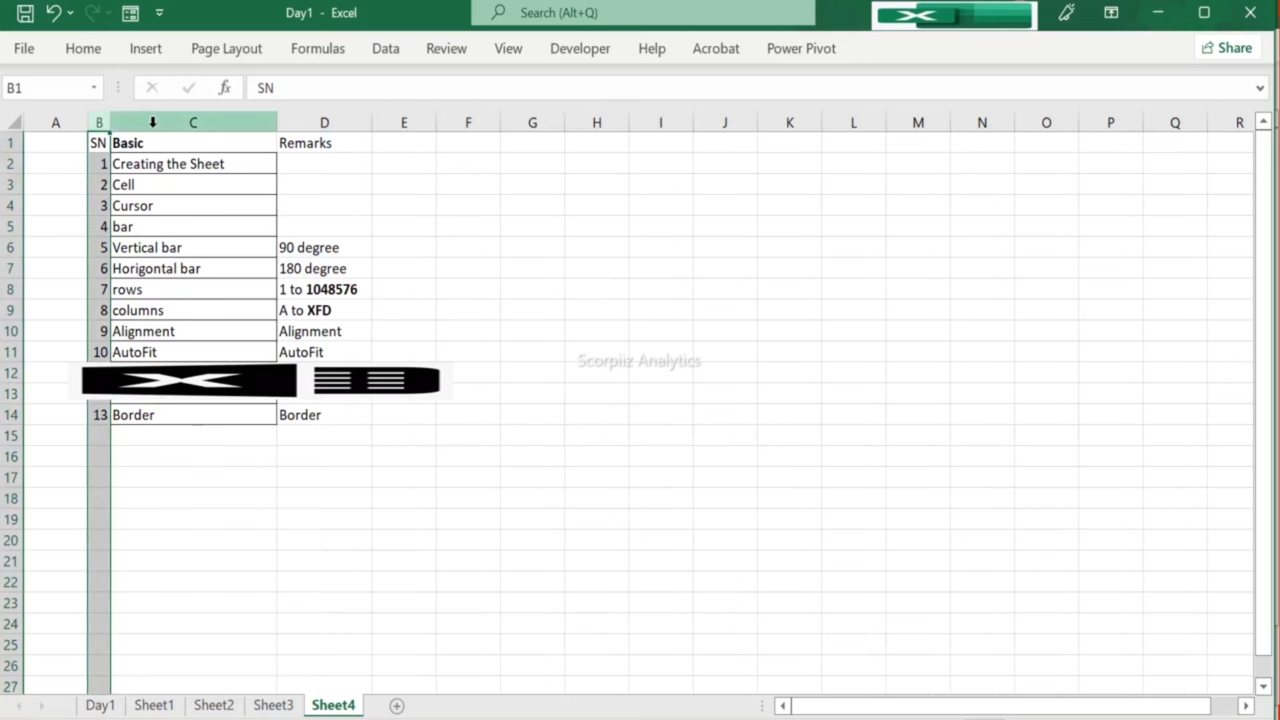 Day1 - Excel
Search (Alt+Q)
File Home Insert Page Layout Formulas Data Review View Developer Help Acrobat Power Pivot Share
B1 fx SN
A B C D E F G H I J K L M N O P Q R
1 SN Basic Remarks
2 1 Creating the Sheet
3 2 Cell
4 3 Cursor
5 4 bar
6 5 Vertical bar 90 degree
7 6 Horigontal bar 180 degree
8 7 rows 1 to 1048576
9 8 columns A to XFD
10 9 Alignment Alignment
11 10 AutoFit AutoFit
Scorpiiz Analytics
12
13
14 13 Border Border
15
16
17
18
19
20
21
22
23
24
25
26
27
Day1 Sheet1 Sheet2 Sheet3 Sheet4